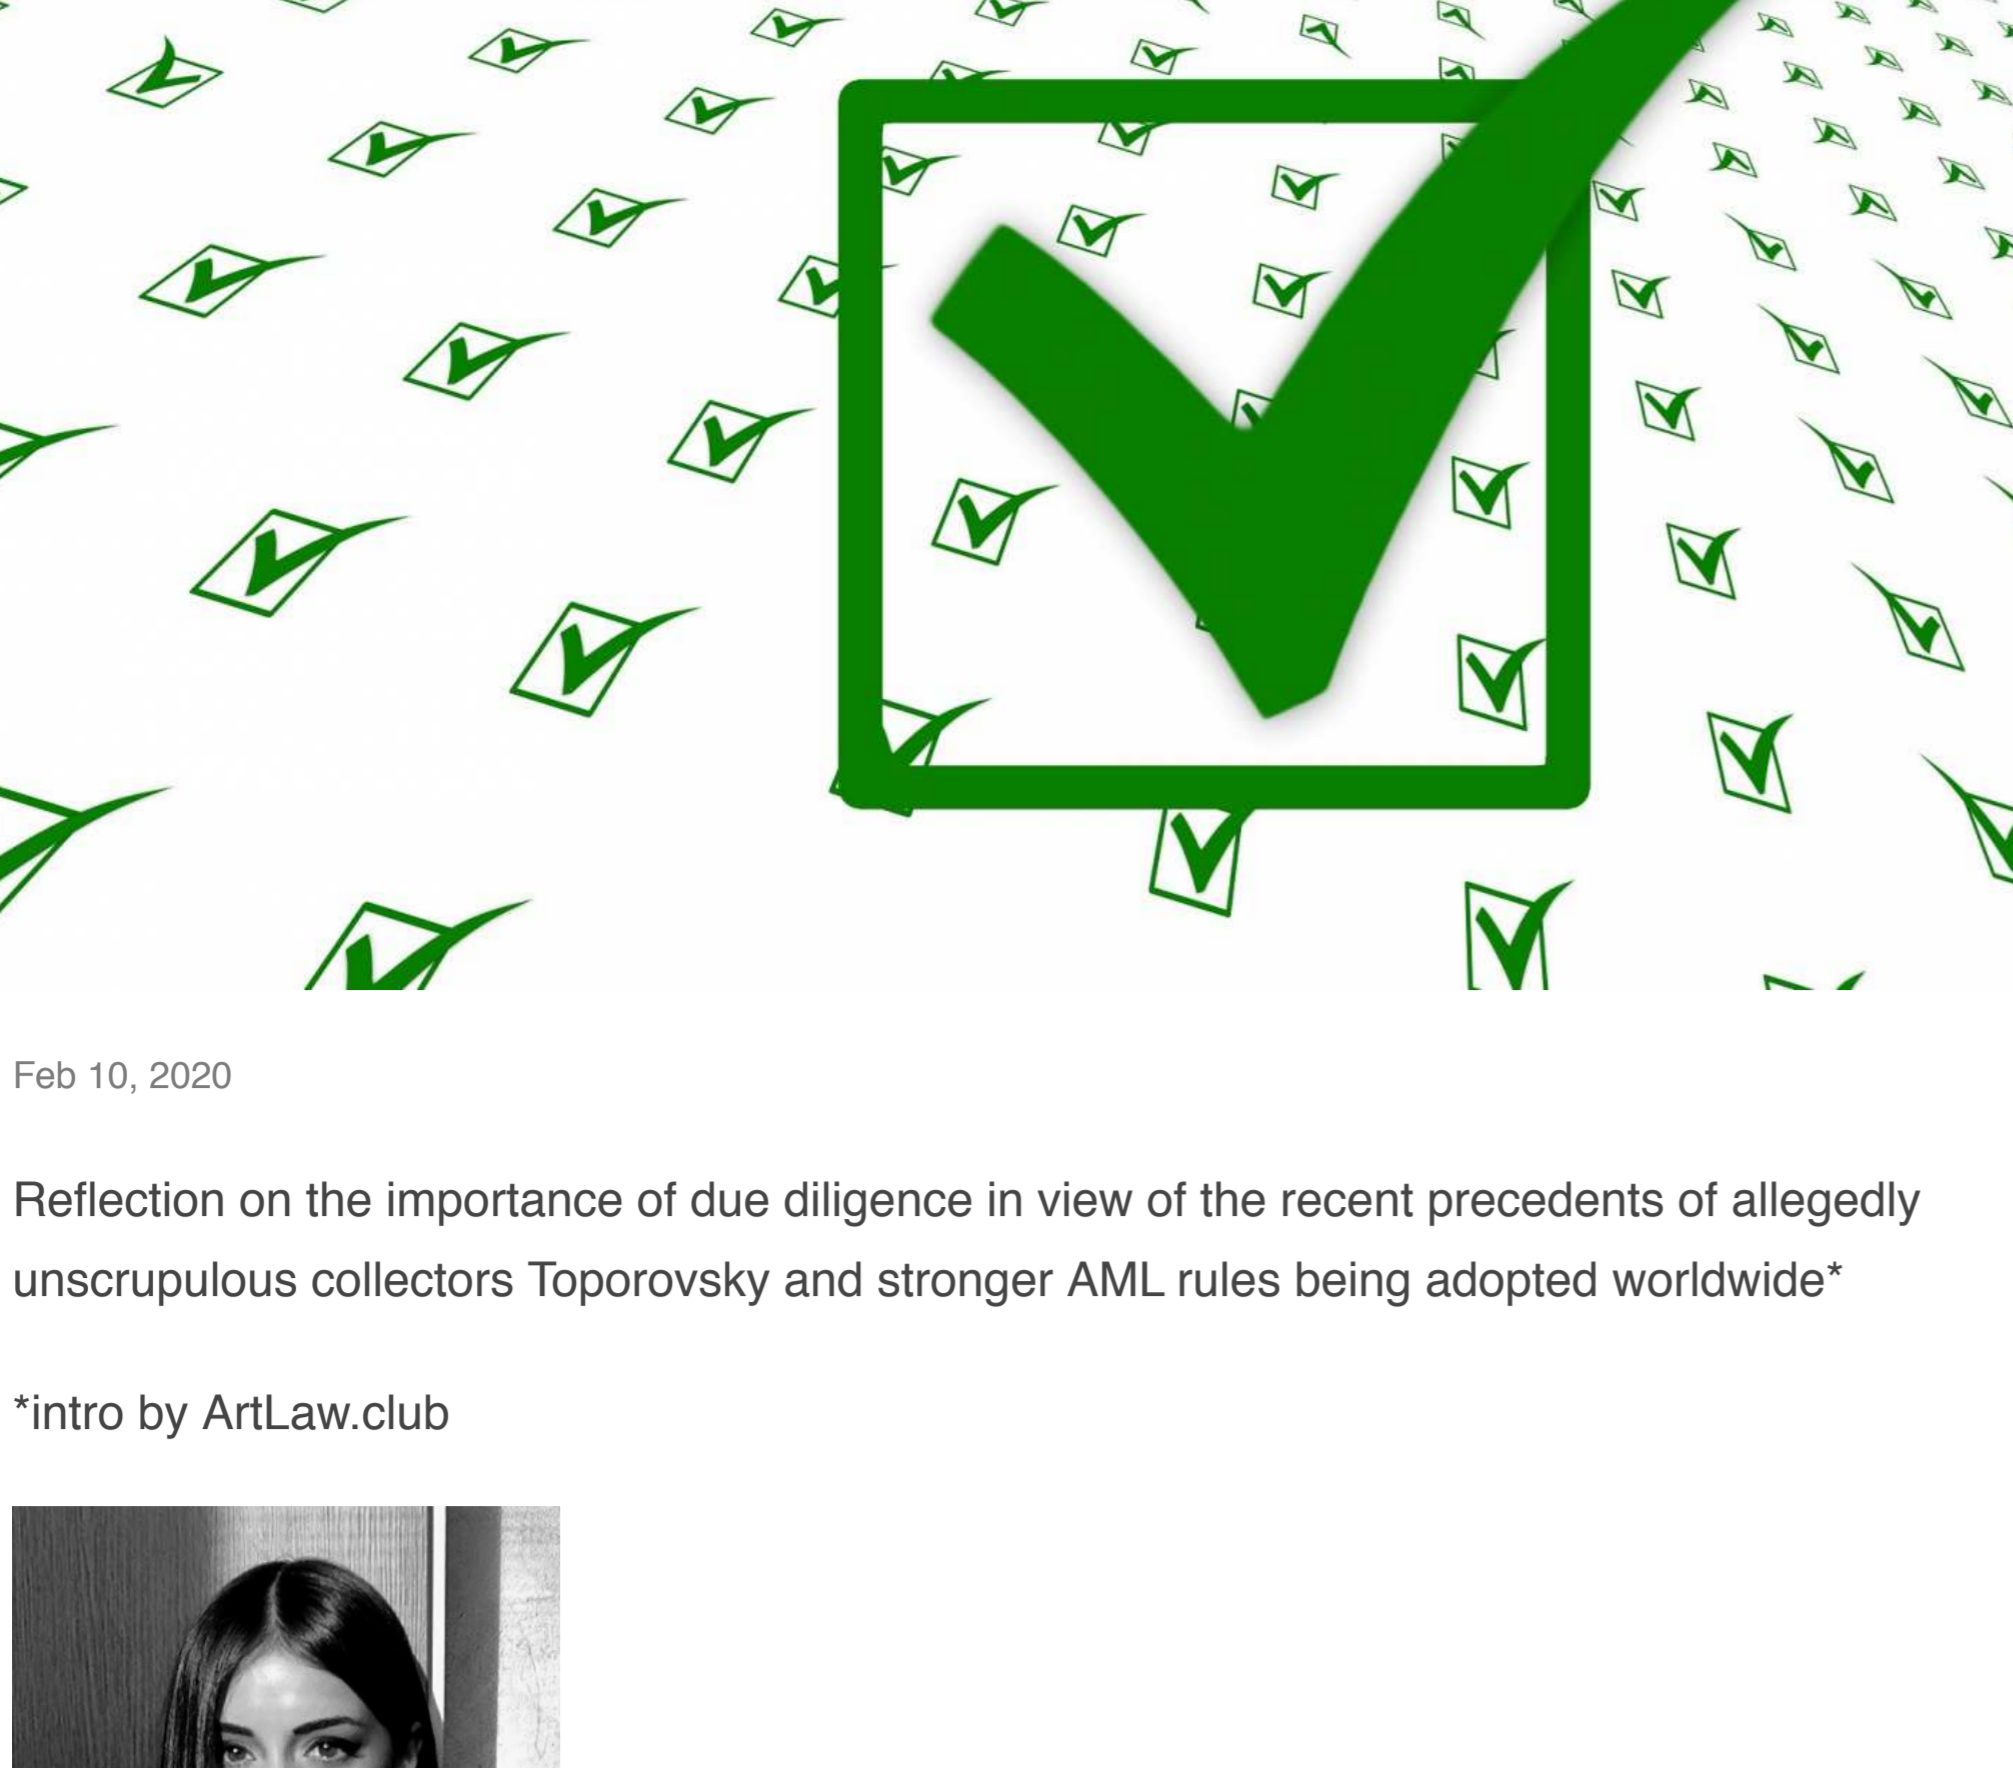 Feb 10, 2020
Reflection on the importance of due diligence in view of the recent precedents of allegedly
unscrupulous collectors Toporovsky and stronger AML rules being adopted worldwide*
*intro by ArtLaw.club